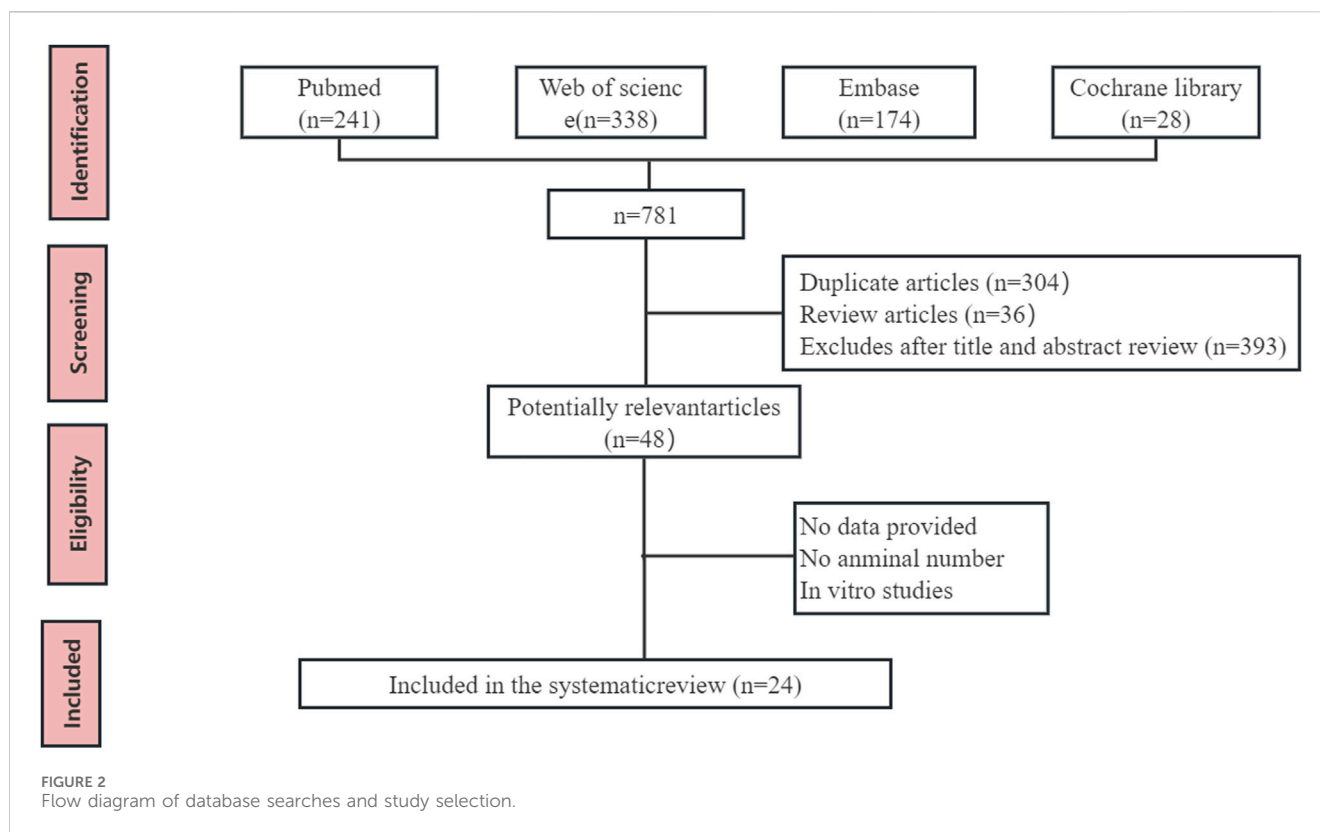 Identification
Pubmed
(n=241)
Web of scienc
e(n=338)
Embase
(n=174)
Cochrane library
(n=28)
n=781
Screening
Duplicate articles (n=304)
Review articles (n=36)
Excludes after title and abstract review (n=393)
Potentially relevantarticles
(n=48)
Eligibility
No data provided
No anminal number
In vitro studies
Included
Included in the systematicreview (n=24)
FIGURE 2
Flow diagram of database searches and study selection.